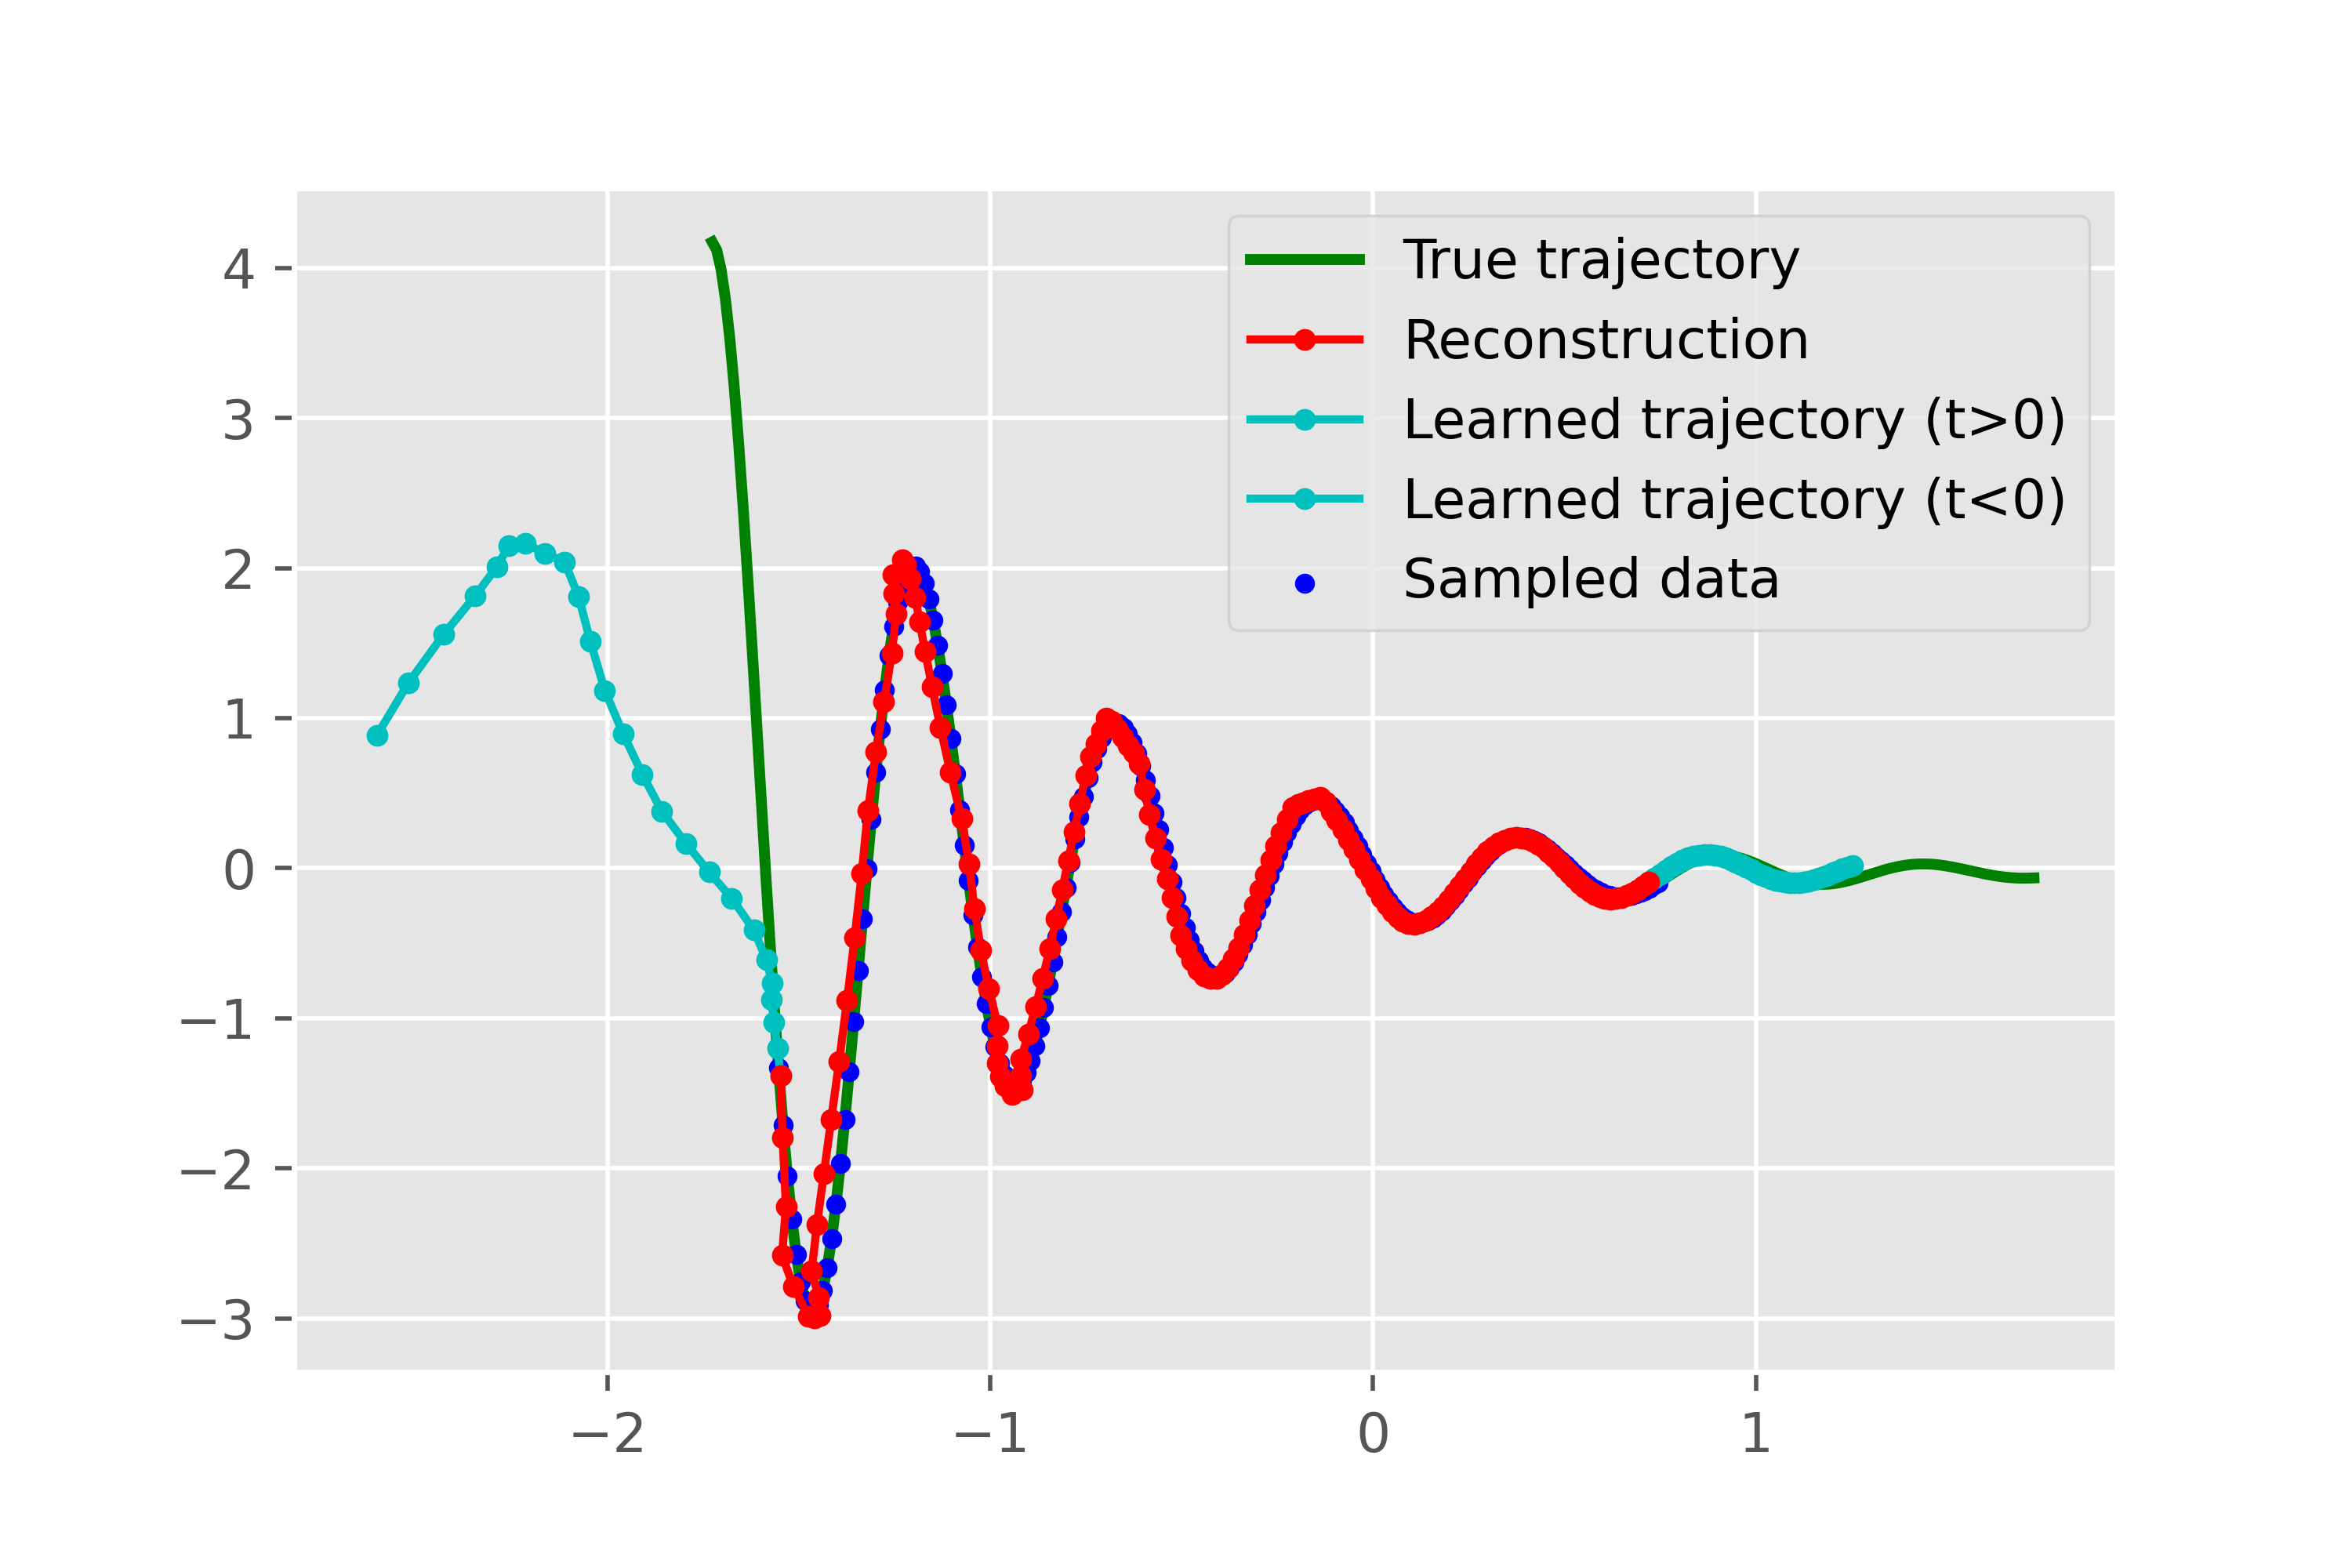 4
3
2
1
0
−1
−2
−3
−2
−1
0
1
True trajectory
Reconstruction
Learned trajectory (t>0)
Learned trajectory (t<0)
Sampled data